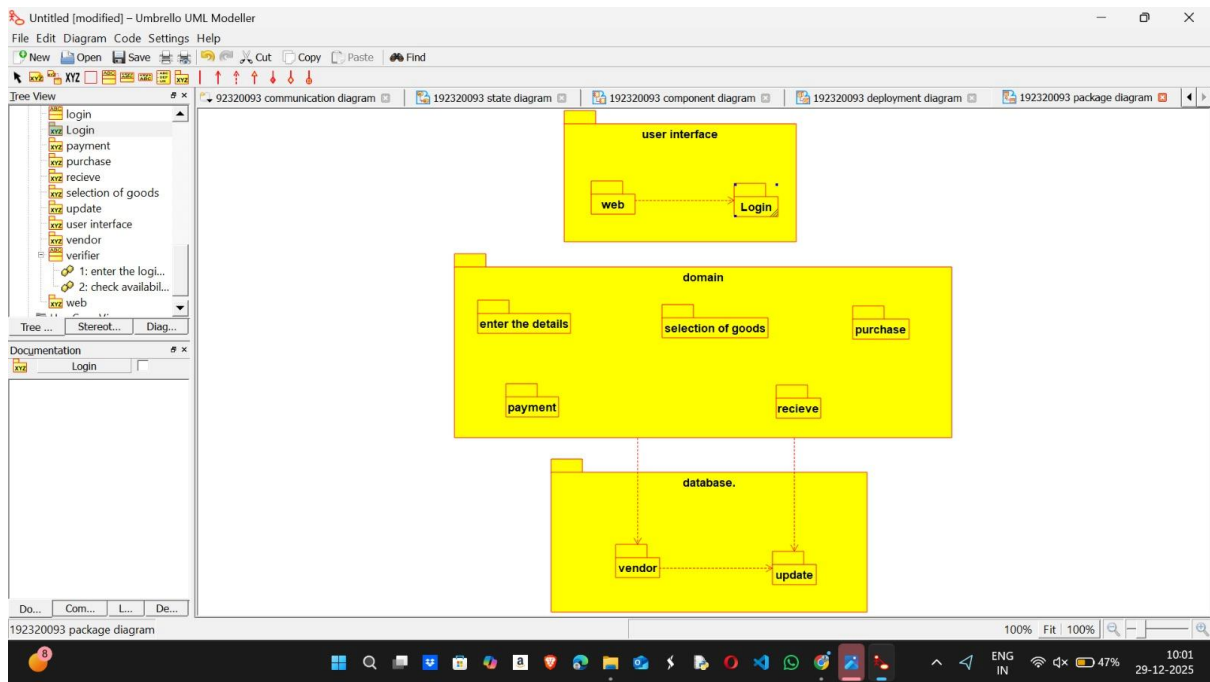 Untitled [modified] – Umbrello UML Modeller
File Edit Diagram Code Settings Help
New Open Save Cut Copy Paste Find
XYZ
Tree View
92320093 communication diagram 192320093 state diagram 192320093 component diagram 192320093 deployment diagram 192320093 package diagram
login
Login
payment
purchase
recieve
selection of goods
update
user interface
vendor
verifier
1: enter the logi...
2: check availabil...
web
Tree ... Stereot... Diag...
Documentation
Login
Do... Com... L... De...
user interface
web
Login
domain
enter the details
selection of goods
purchase
payment
recieve
database.
vendor
update
192320093 package diagram
100% Fit 100%
8
ENG
IN
47%
10:01
29-12-2025